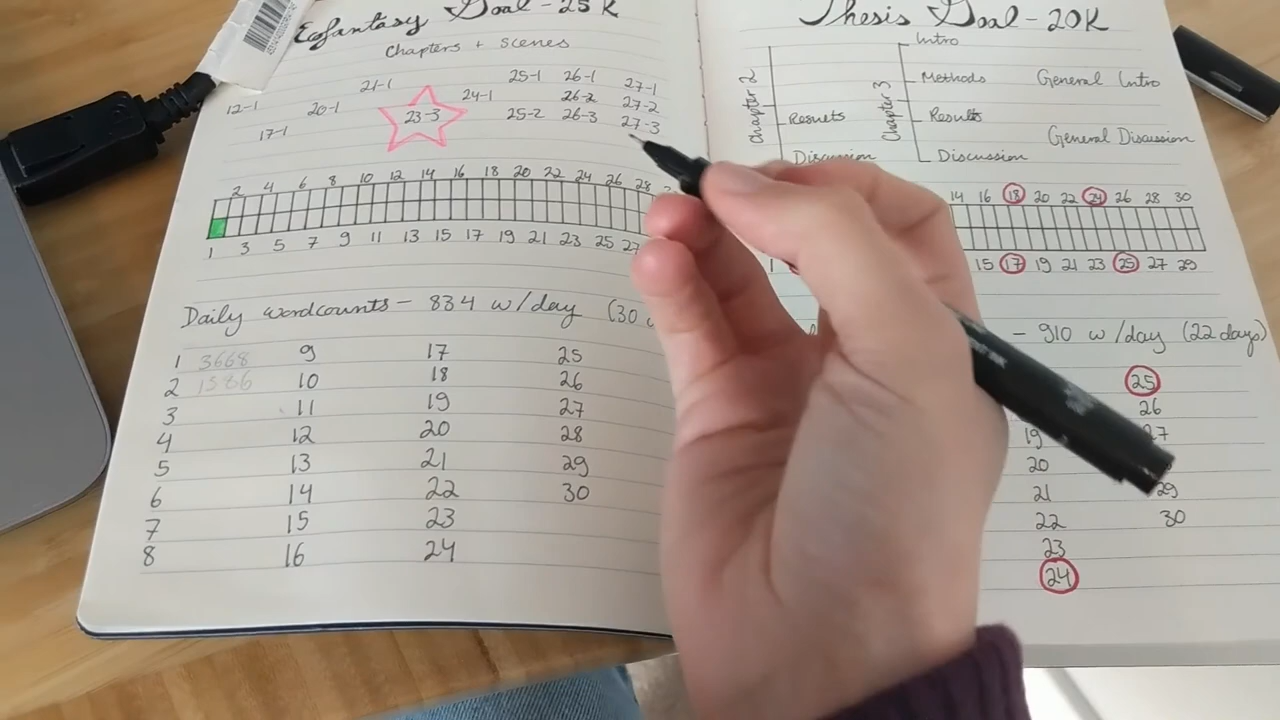 Ecofantasy Goal - 25K
Chapters + scenes
21-1 25-1 26-1 27-1
12-1 20-1 24-1 26-2 27-2
17-1 23-3 25-2 26-3 27-3
2 4 6 8 10 12 14 16 18 20 22 24 26 28
1 3 5 7 9 11 13 15 17 19 21 23 25 27
Daily wordcounts - 834 w/day (30
1 3668 9 17 25
2 1386 10 18 26
3 11 19 27
4 12 20 28
5 13 21 29
6 14 22 30
7 15 23
8 16 24
Thesis Goal - 20K
Chapter 2
Results
Discussion
Chapter 3
Intro
Methods
Results
Discussion
General Intro
General Discussion
14 16 18 20 22 24 26 28 30
15 17 19 21 23 25 27 29
- 910 w/day (22 days)
25
26
19 27
20
21 29
22 30
23
24